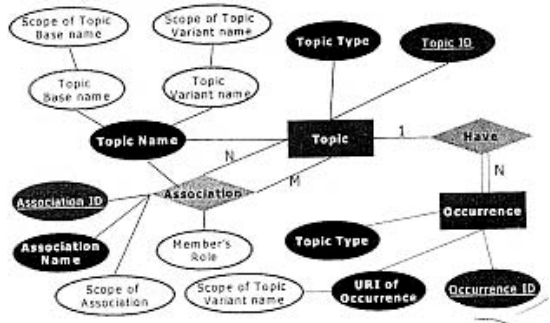 Scope of Topic
Base name
Scope of Topic
Variant name
Topic Type
Topic ID
Topic
Base name
Topic
Variant name
Topic Name
Topic
1
Have
N
Association
M
N
Association ID
Occurrence
Association
Name
Member's
Role
Topic Type
Scope of
Association
Scope of Topic
Variant name
URI of
Occurrence
Occurrence ID